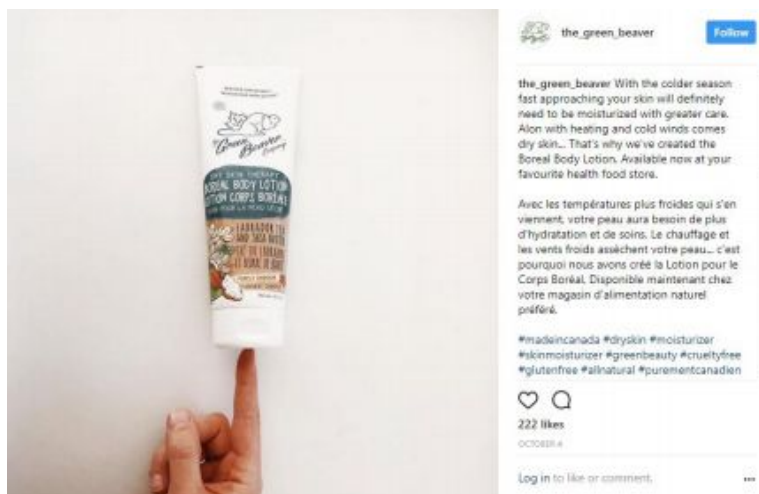 The
Green Beaver
Company
DRY SKIN THERAPY
BOREAL BODY LOTION
LOTION CORPS BORÉAL
LABRADOR TEA
AND SHEA BUTTER
the_green_beaver
Follow
the_green_beaver With the colder season
fast approaching your skin will definitely
need to be moisturized with greater care.
Alon with heating and cold winds comes
dry skin... That's why we've created the
Boreal Body Lotion. Available now at your
favourite health food store.
Avec les températures plus froides qui s'en
viennent, votre peau aura besoin de plus
d'hydratation et de soins. Le chauffage et
les vents froids assèchent votre peau... c'est
pourquoi nous avons créé la Lotion pour le
Corps Boréal. Disponible maintenant chez
votre magasin d'alimentation naturel
préféré.
#madeincanada #dryskin #moisturizer
#skinmoisturizer #greenbeauty #crueltyfree
#glutenfree #allnatural #purementcanadien
222 likes
OCTOBER 4
Log in to like or comment.